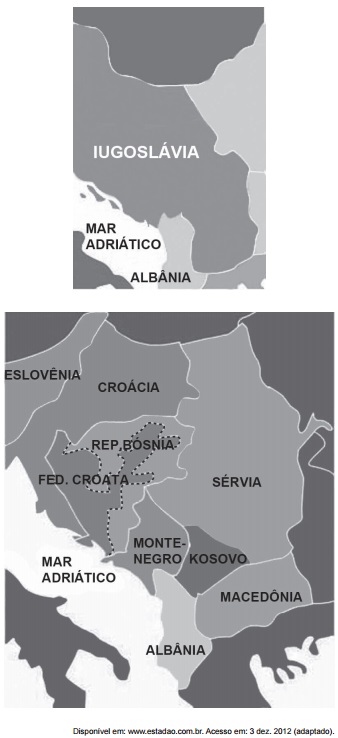 IUGOSLÁVIA
MAR
ADRIÁTICO
ALBÂNIA
ESLOVÊNIA
CROÁCIA
REP.BÓSNIA
FED. CROATA
SÉRVIA
MONTE-
NEGRO
KOSOVO
MAR
ADRIÁTICO
MACEDÔNIA
ALBÂNIA
Disponível em: www.estadao.com.br. Acesso em: 3 dez. 2012 (adaptado).